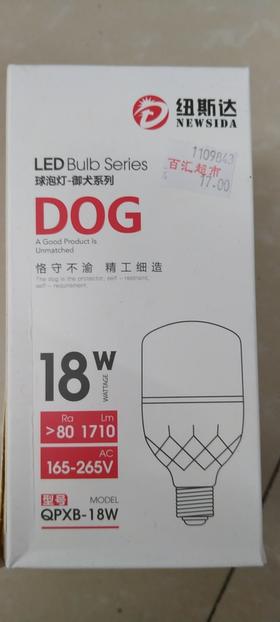 纽斯达
NEWSIDA
1109843
百汇超市
17.00
LED Bulb Series
球泡灯-御犬系列
DOG
A Good Product Is
Unmatched
恪守不渝 精工细造
The dog in the protector, self - restraint,
self - requirement.
18W
WATTAGE
Ra Lm
>80 1710
AC
165-265V
型号 MODEL
QPXB-18W